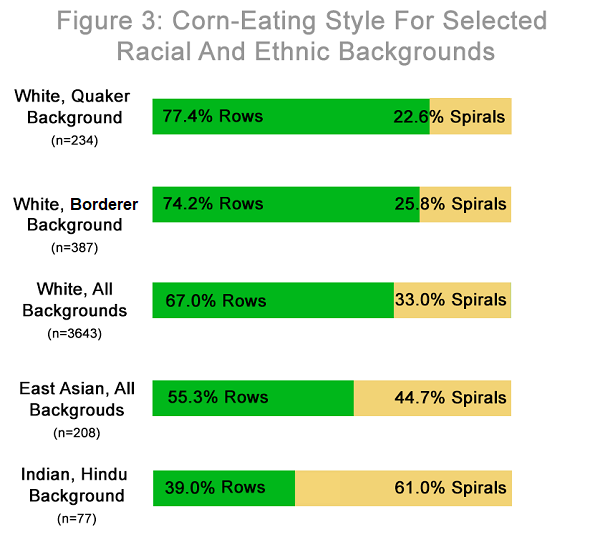 Figure 3: Corn-Eating Style For Selected
Racial And Ethnic Backgrounds
White, Quaker
Background
(n=234)
77.4% Rows 22.6% Spirals
White, Borderer
Background
(n=387)
74.2% Rows 25.8% Spirals
White, All
Backgrounds
(n=3643)
67.0% Rows 33.0% Spirals
East Asian, All
Backgrouds
(n=208)
55.3% Rows 44.7% Spirals
Indian, Hindu
Background
(n=77)
39.0% Rows 61.0% Spirals